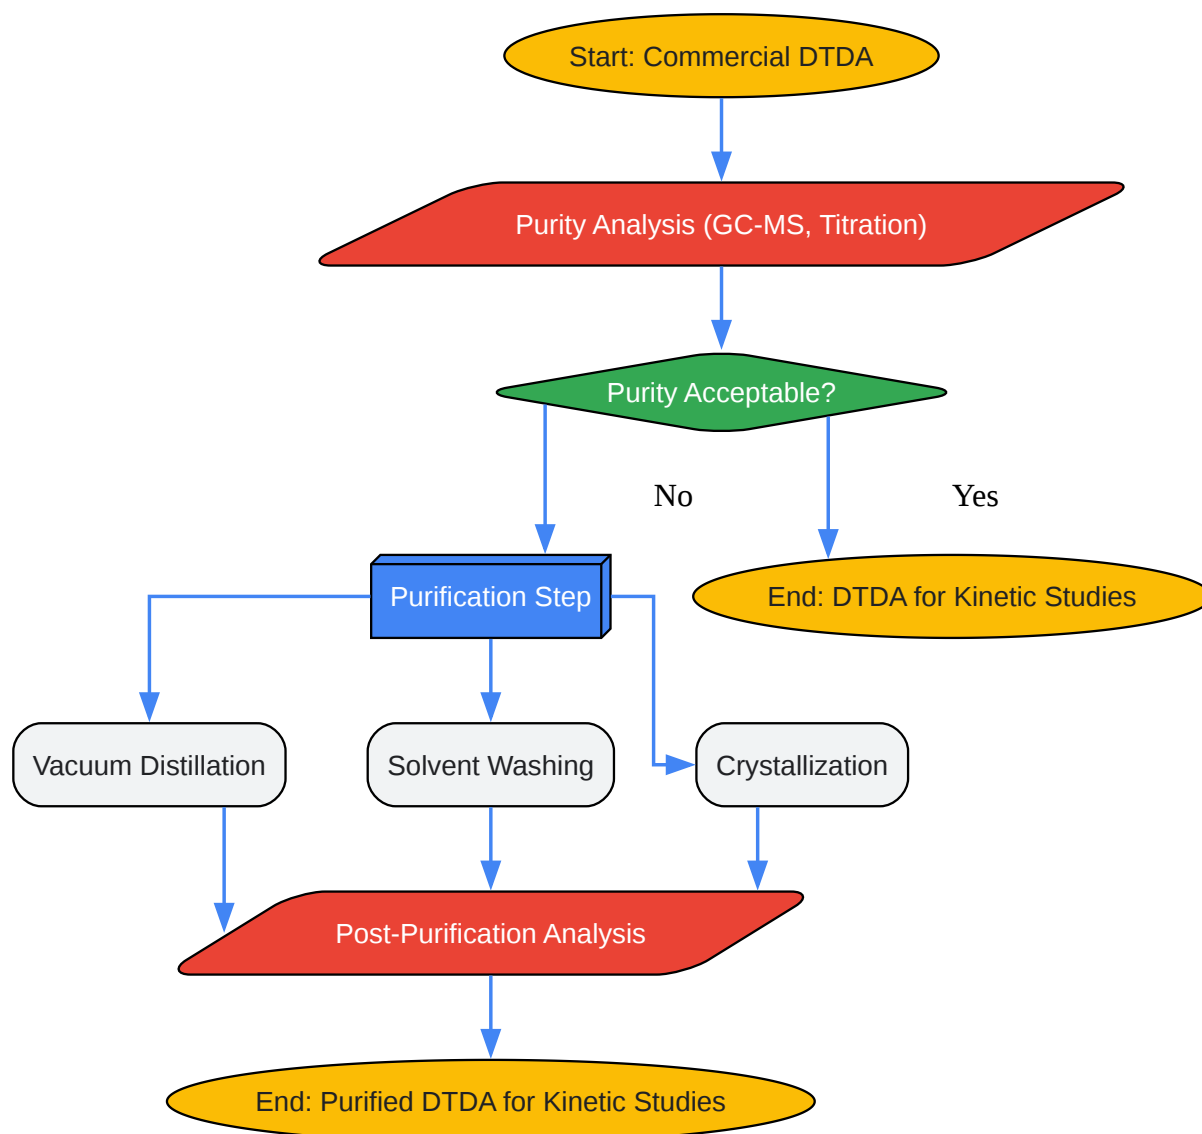 Start: Commercial DTDA
Purity Analysis (GC-MS, Titration)
Purity Acceptable?
No
Yes
Purification Step
End: DTDA for Kinetic Studies
Vacuum Distillation
Solvent Washing
Crystallization
Post-Purification Analysis
End: Purified DTDA for Kinetic Studies